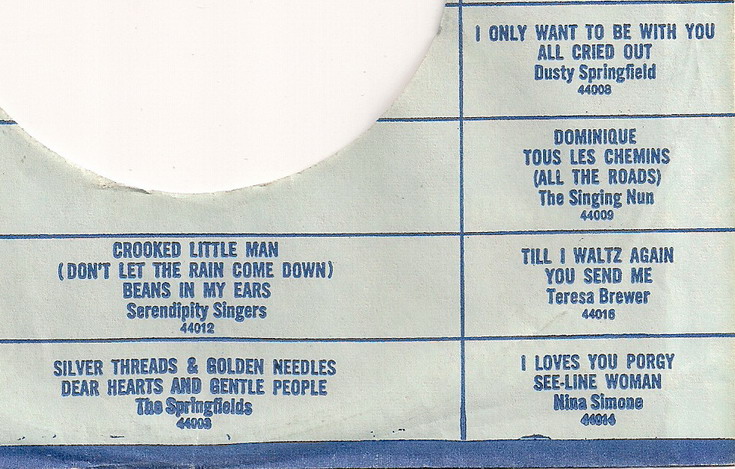 I ONLY WANT TO BE WITH YOU
ALL CRIED OUT
Dusty Springfield
44008
DOMINIQUE
TOUS LES CHEMINS
(ALL THE ROADS)
The Singing Nun
44009
CROOKED LITTLE MAN
(DON'T LET THE RAIN COME DOWN)
BEANS IN MY EARS
Serendipity Singers
44012
TILL I WALTZ AGAIN
YOU SEND ME
Teresa Brewer
44016
SILVER THREADS & GOLDEN NEEDLES
DEAR HEARTS AND GENTLE PEOPLE
The Springfields
44003
I LOVES YOU PORGY
SEE-LINE WOMAN
Nina Simone
44014